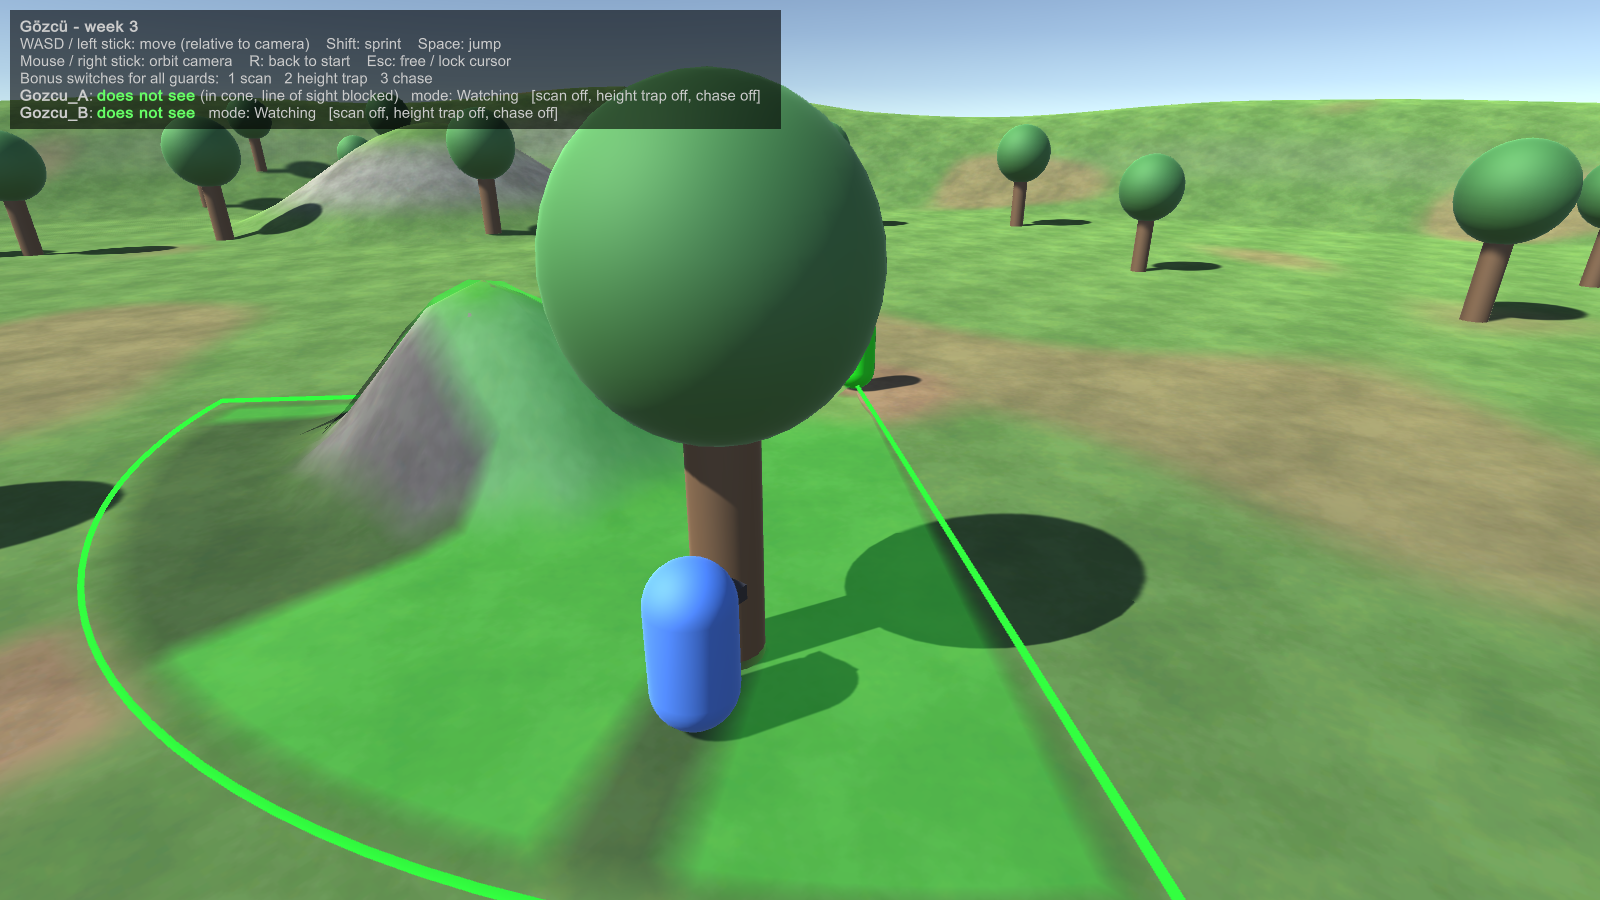 Gözcü - week 3
WASD / left stick: move (relative to camera)    Shift: sprint    Space: jump
Mouse / right stick: orbit camera    R: back to start    Esc: free / lock cursor
Bonus switches for all guards:  1 scan   2 height trap   3 chase
Gozcu_A: does not see (in cone, line of sight blocked)   mode: Watching   [scan off, height trap off, chase off]
Gozcu_B: does not see   mode: Watching   [scan off, height trap off, chase off]